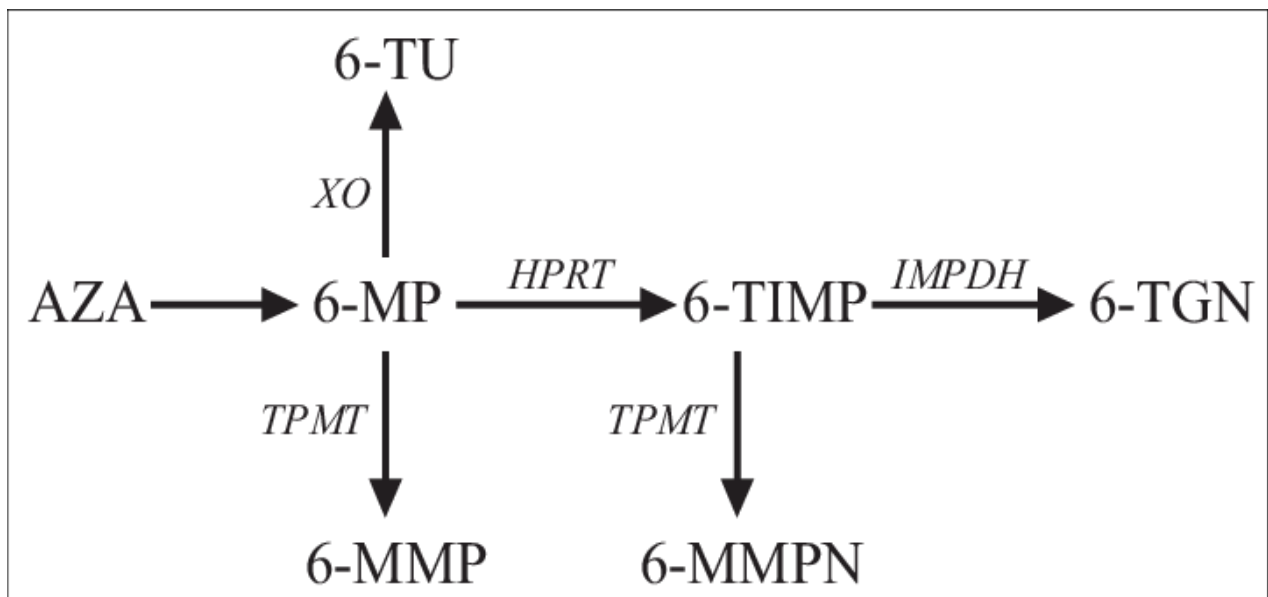 6-TU
XO
AZA 6-MP HPRT 6-TIMP IMPDH 6-TGN
TPMT TPMT
6-MMP 6-MMPN